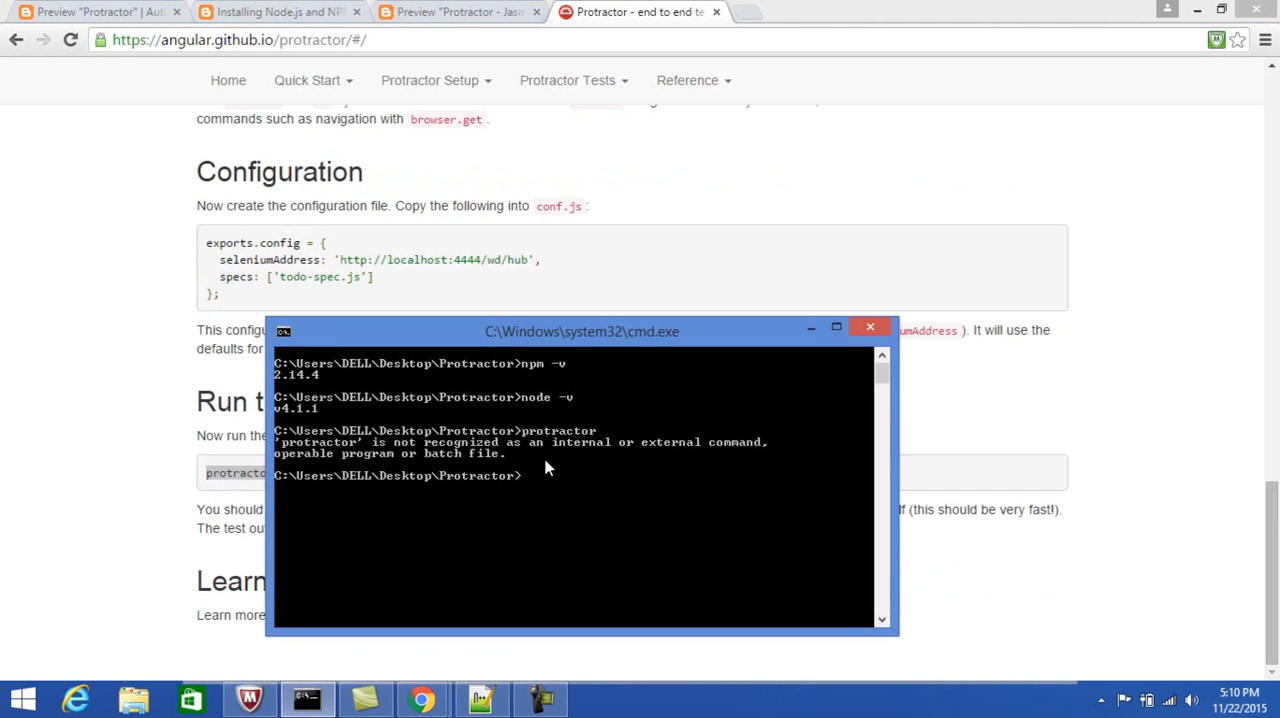 Preview "Protractor" | Aut
Installing Node.js and NPI
Preview "Protractor - Jasm
Protractor - end to end te
https://angular.github.io/protractor/#/
Home
Quick Start
Protractor Setup
Protractor Tests
Reference
commands such as navigation with browser.get .
Configuration
Now create the configuration file. Copy the following into conf.js :
exports.config = {
seleniumAddress: 'http://localhost:4444/wd/hub',
specs: ['todo-spec.js']
};
This configu
umAddress ). It will use the
defaults for
C:\Windows\system32\cmd.exe
C:\Users\DELL\Desktop\Protractor>npm -v
2.14.4
C:\Users\DELL\Desktop\Protractor>node -v
v4.1.1
C:\Users\DELL\Desktop\Protractor>protractor
'protractor' is not recognized as an internal or external command,
operable program or batch file.
C:\Users\DELL\Desktop\Protractor>
Run t
Now run the
protracto
You should
lf (this should be very fast!).
The test ou
Learn
Learn more
5:10 PM
11/22/2015